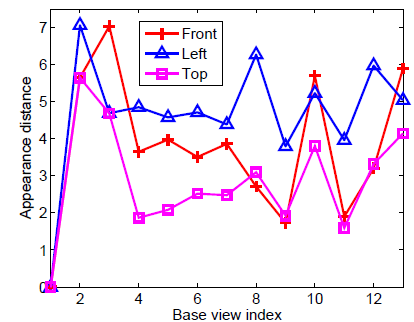 7
6
5
4
3
2
1
0
Appearance distance
Front
Left
Top
2 4 6 8 10 12
Base view index